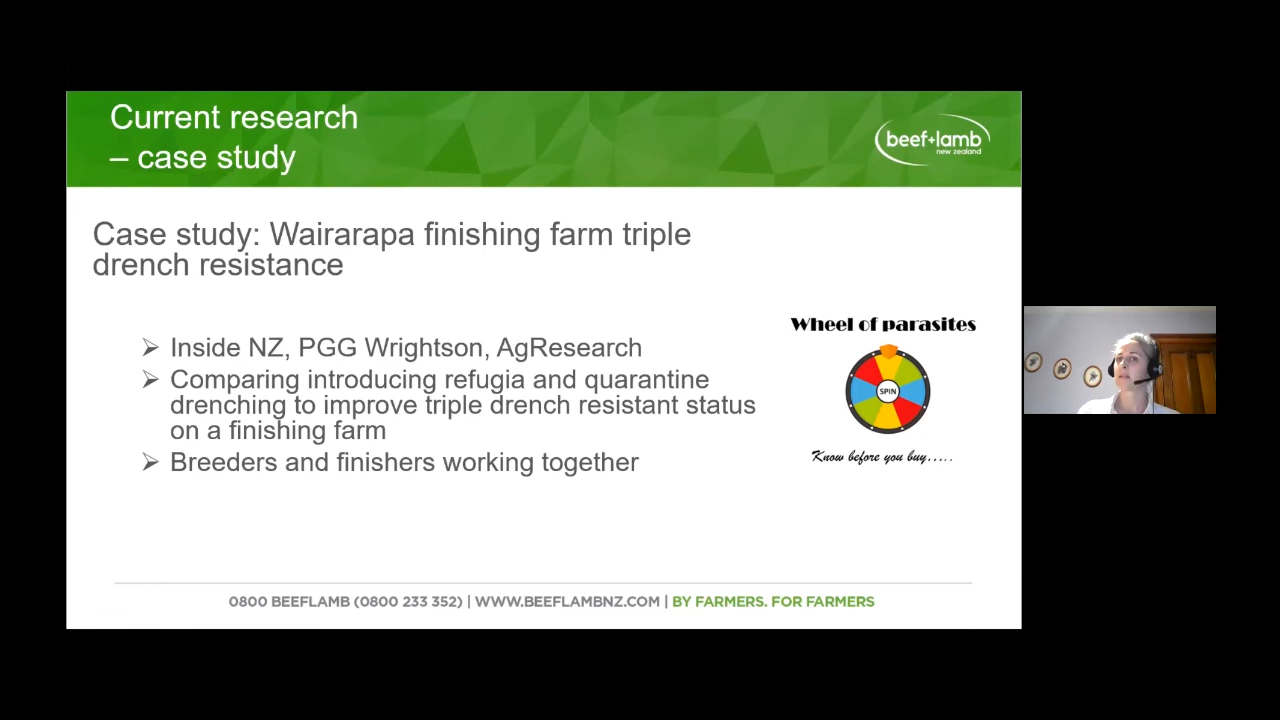 Current research
– case study
beef+lamb
new zealand
Case study: Wairarapa finishing farm triple
drench resistance
➢ Inside NZ, PGG Wrightson, AgResearch
➢ Comparing introducing refugia and quarantine
drenching to improve triple drench resistant status
on a finishing farm
➢ Breeders and finishers working together
Wheel of parasites
SPIN
Know before you buy.....
0800 BEEFLAMB (0800 233 352) | WWW.BEEFLAMBNZ.COM | BY FARMERS. FOR FARMERS